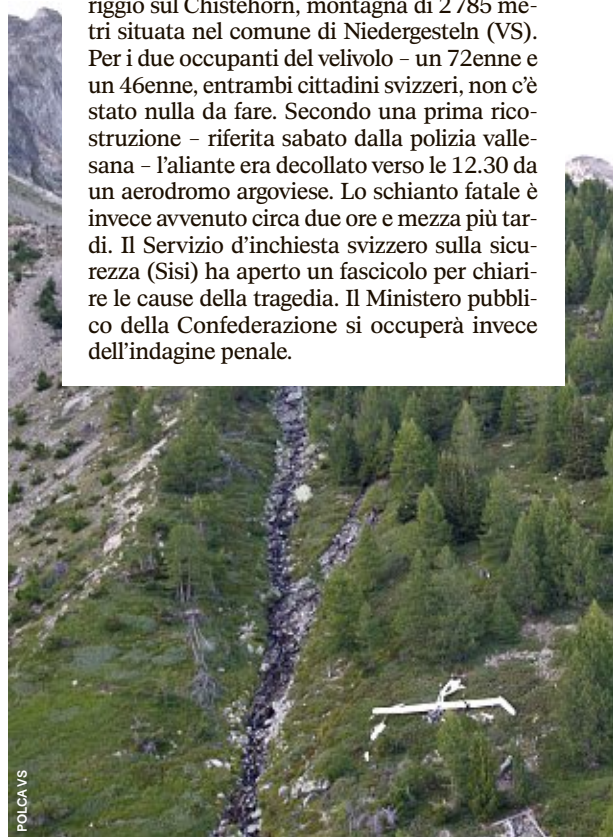 riggio sul Chistehorn, montagna di 2 785 me-
tri situata nel comune di Niedergesteln (VS).
Per i due occupanti del velivolo – un 72enne e
un 46enne, entrambi cittadini svizzeri, non c'è
stato nulla da fare. Secondo una prima rico-
struzione – riferita sabato dalla polizia valle-
sana – l'aliante era decollato verso le 12.30 da
un aerodromo argoviese. Lo schianto fatale è
invece avvenuto circa due ore e mezza più tar-
di. Il Servizio d'inchiesta svizzero sulla sicu-
rezza (Sisi) ha aperto un fascicolo per chiari-
re le cause della tragedia. Il Ministero pubbli-
co della Confederazione si occuperà invece
dell'indagine penale.
POLCA VS